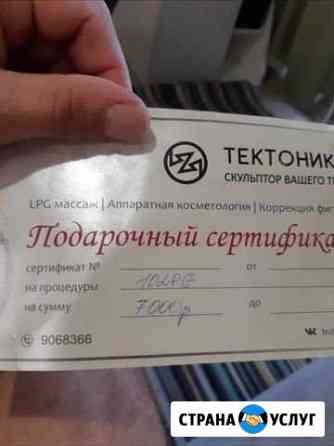 ТЕКТОНИК
СКУЛЬПТОР ВАШЕГО Т
LPG массаж | Аппаратная косметология | Коррекция фиг
Подарочный сертифика
сертификат № от
на процедуры 10LPG
на сумму 7000р до
9068366
СТРАНА УСЛУГ